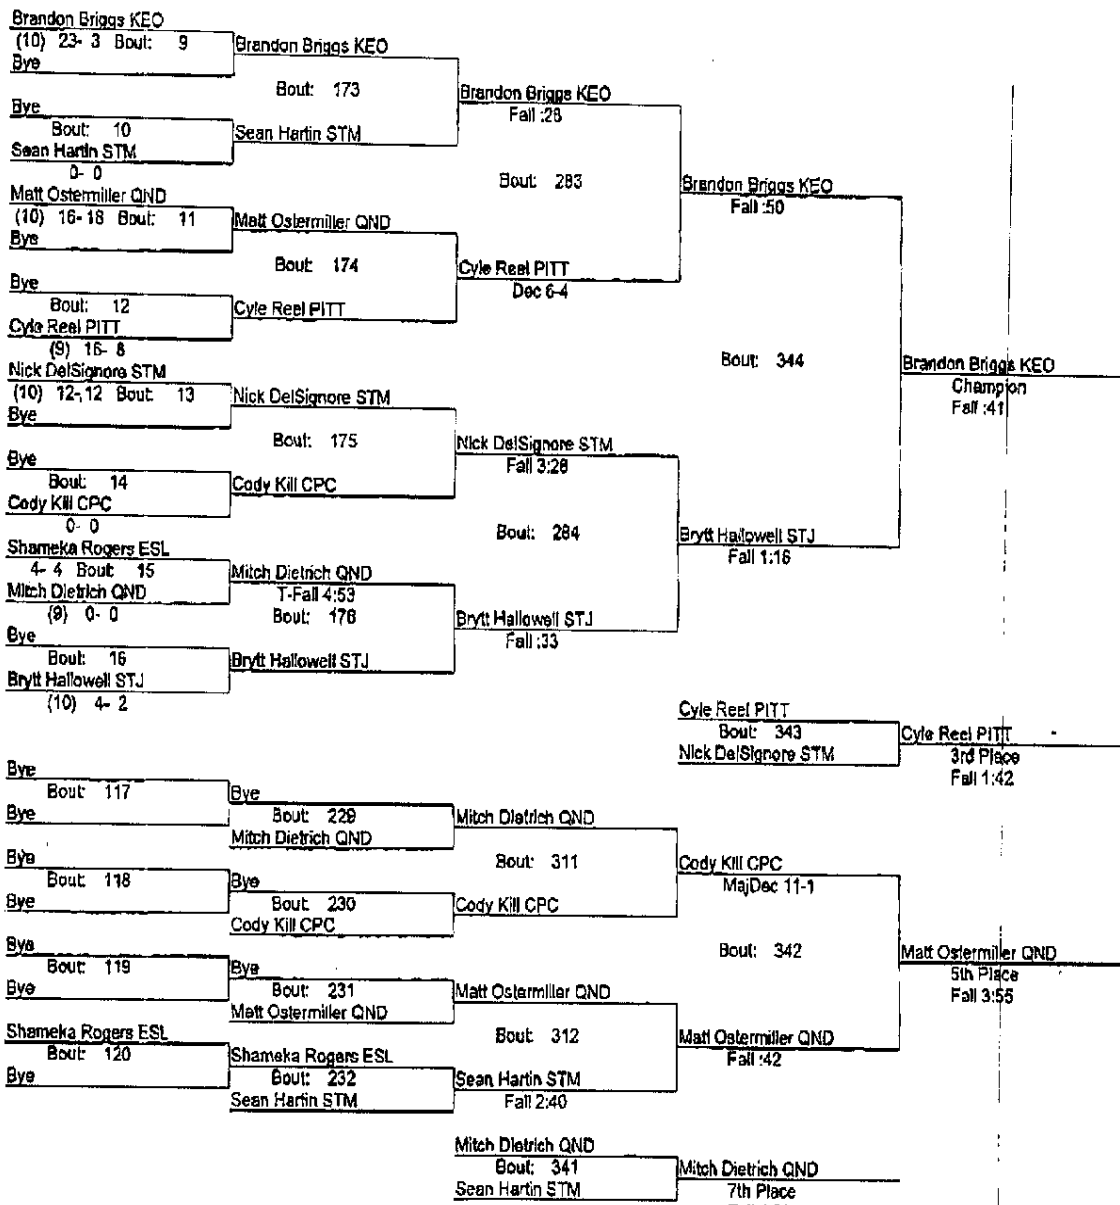 Brandon Briggs KEO
(10) 23- 3 Bout: 9
Bye
Brandon Briggs KEO
Bout: 173
Bye
Bout: 10
Sean Hartin STM
0- 0
Sean Hartin STM
Brandon Briggs KEO
Fall :28
Bout: 283
Matt Ostermiller QND
(10) 16- 18 Bout: 11
Bye
Matt Ostermiller QND
Bout: 174
Bye
Bout: 12
Cyle Reel PITT
(9) 16- 8
Cyle Reel PITT
Cyle Reel PITT
Dec 6-4
Brandon Briggs KEO
Fall :50
Bout: 344
Nick DelSignore STM
(10) 12- 12 Bout: 13
Bye
Nick DelSignore STM
Bout: 175
Bye
Bout: 14
Cody Kill CPC
0- 0
Cody Kill CPC
Nick DelSignore STM
Fall 3:28
Bout: 284
Shameka Rogers ESL
4- 4 Bout: 15
Mitch Dietrich QND
(9) 0- 0
Mitch Dietrich QND
T-Fall 4:53
Bout: 176
Bye
Bout: 16
Brytt Hallowell STJ
(10) 4- 2
Brytt Hallowell STJ
Brytt Hallowell STJ
Fall :33
Brytt Hallowell STJ
Fall 1:16
Brandon Briggs KEO
Champion
Fall :41
Cyle Reel PITT
Bout: 343
Nick DelSignore STM
Cyle Reel PITT
3rd Place
Fall 1:42
Bye
Bout: 117
Bye
Bye
Bout: 229
Mitch Dietrich QND
Mitch Dietrich QND
Bout: 311
Bye
Bout: 118
Bye
Bye
Bout: 230
Cody Kill CPC
Cody Kill CPC
Cody Kill CPC
MajDec 11-1
Bout: 342
Bye
Bout: 119
Bye
Bye
Bout: 231
Matt Ostermiller QND
Matt Ostermiller QND
Bout: 312
Shameka Rogers ESL
Bout: 120
Bye
Shameka Rogers ESL
Bout: 232
Sean Hartin STM
Sean Hartin STM
Fall 2:40
Matt Ostermiller QND
Fall :42
Matt Ostermiller QND
5th Place
Fall 3:55
Mitch Dietrich QND
Bout: 341
Sean Hartin STM
Mitch Dietrich QND
7th Place